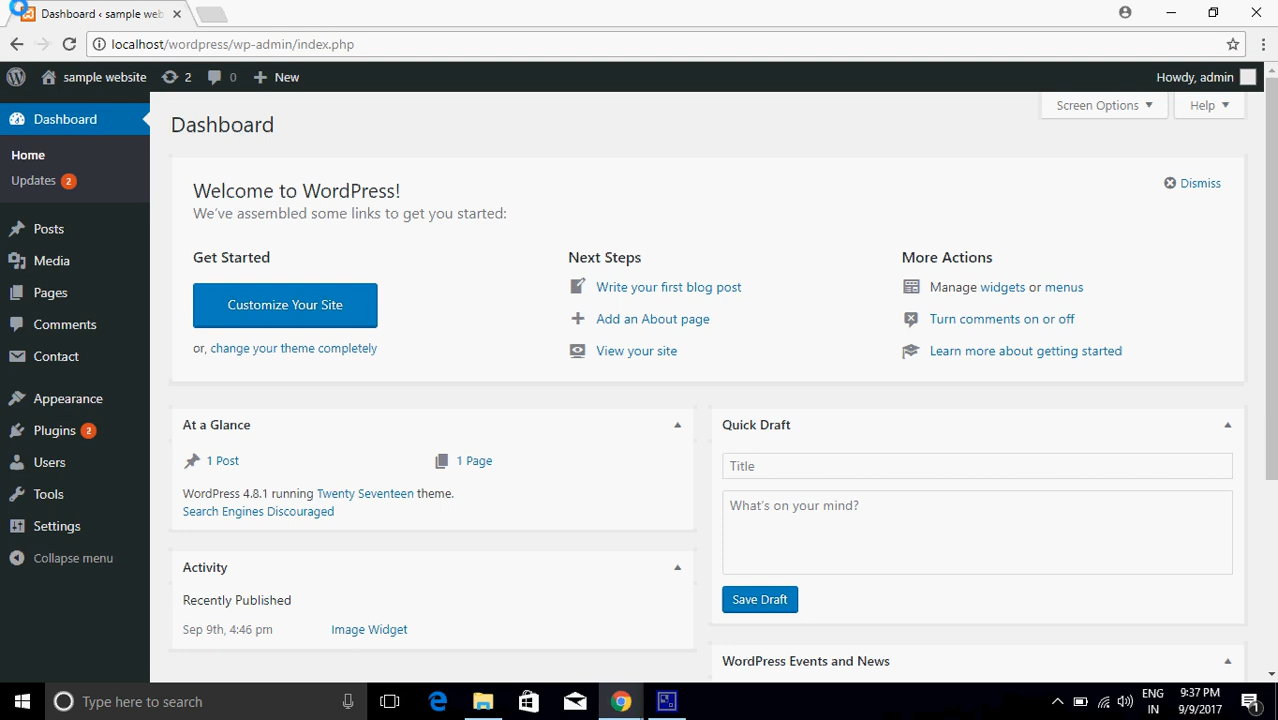 Dashboard ‹ sample web
localhost/wordpress/wp-admin/index.php
sample website 2 0 New Howdy, admin
Dashboard
Home
Updates 2
Posts
Media
Pages
Comments
Contact
Appearance
Plugins 2
Users
Tools
Settings
Collapse menu
Screen Options Help
Dashboard
Welcome to WordPress!
Dismiss
We've assembled some links to get you started:
Get Started
Customize Your Site
or, change your theme completely
Next Steps
Write your first blog post
Add an About page
View your site
More Actions
Manage widgets or menus
Turn comments on or off
Learn more about getting started
At a Glance
1 Post 1 Page
WordPress 4.8.1 running Twenty Seventeen theme.
Search Engines Discouraged
Activity
Recently Published
Sep 9th, 4:46 pm Image Widget
Quick Draft
Title
What's on your mind?
Save Draft
WordPress Events and News
Type here to search
ENG
IN
9:37 PM
9/9/2017
1